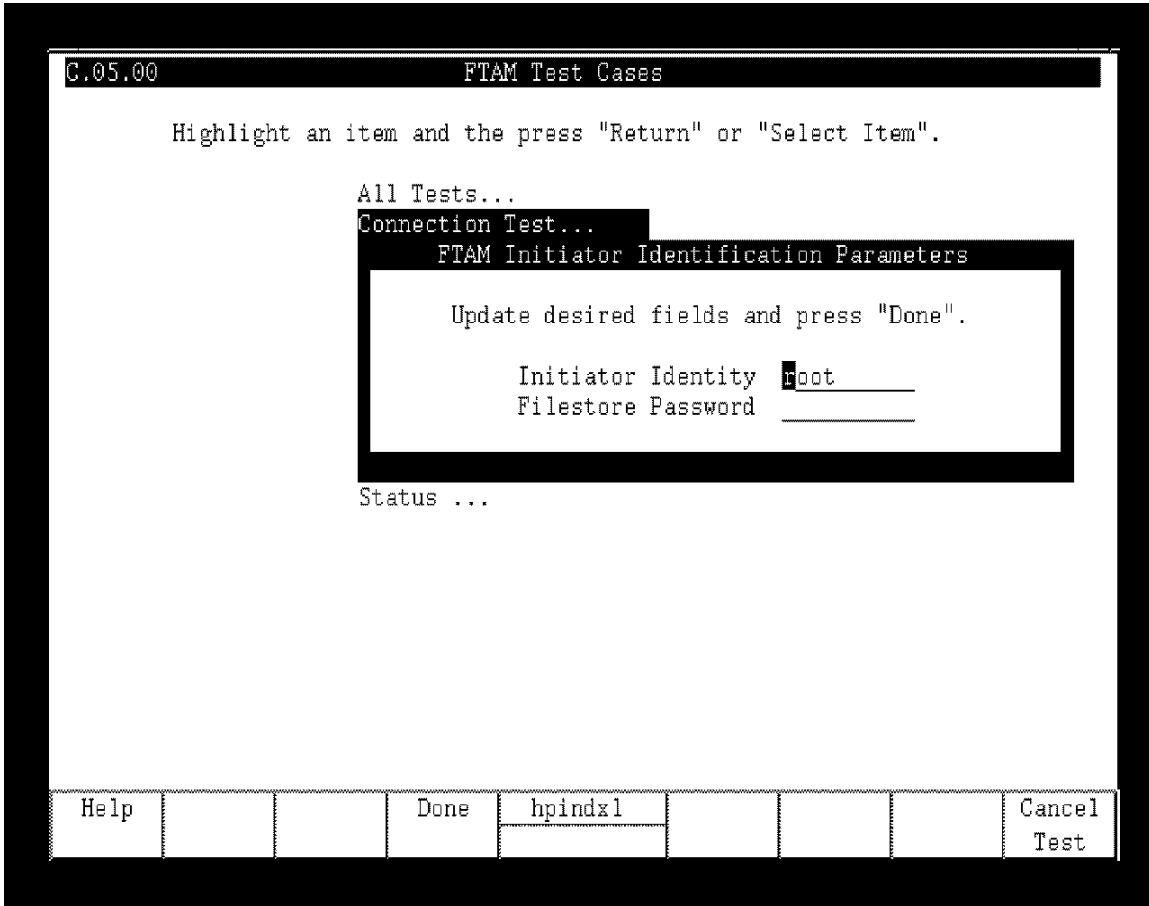 C.05.00 FTAM Test Cases
Highlight an item and the press "Return" or "Select Item".
All Tests...
Connection Test...
FTAM Initiator Identification Parameters
Update desired fields and press "Done".
Initiator Identity root
Filestore Password
Status ...
Help Done hpindxl Cancel
Test